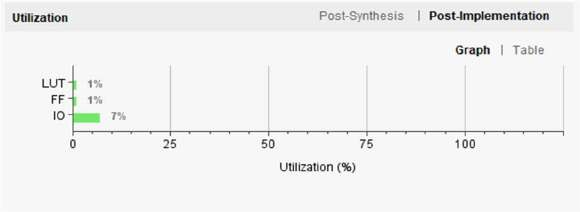 Utilization
Post-Synthesis | Post-Implementation
Graph | Table
LUT 1%
FF 1%
IO 7%
0 25 50 75 100
Utilization (%)